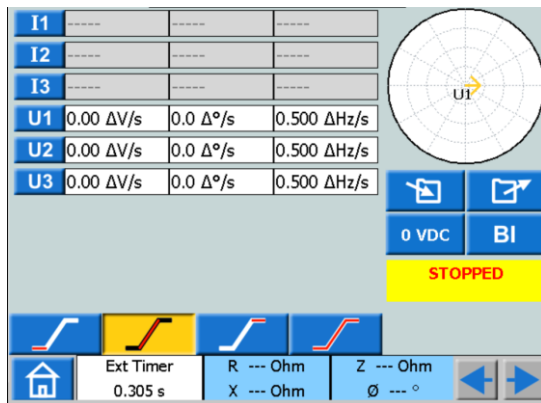 I1 ----- ----- -----
I2 ----- ----- -----
I3 ----- ----- -----
U1 0.00 ΔV/s 0.0 Δ°/s 0.500 ΔHz/s
U2 0.00 ΔV/s 0.0 Δ°/s 0.500 ΔHz/s
U3 0.00 ΔV/s 0.0 Δ°/s 0.500 ΔHz/s
U1
0 VDC BI
STOPPED
Ext Timer R --- Ohm Z --- Ohm
0.305 s X --- Ohm Ø --- °